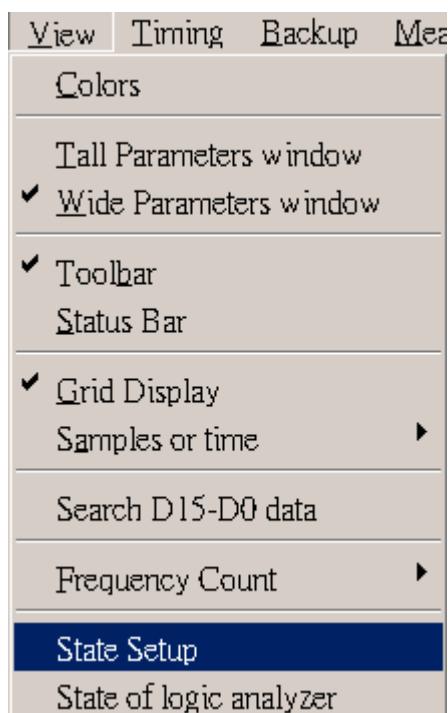 View Timing Backup
Colors
Tall Parameters window
Wide Parameters window
Toolbar
Status Bar
Grid Display
Samples or time
Search D15-D0 data
Frequency Count
State Setup
State of logic analyzer